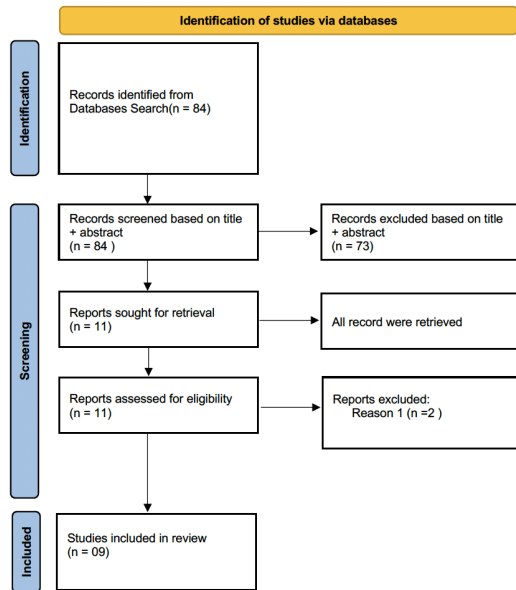 Identification of studies via databases
Identification
Records identified from
Databases Search(n = 84)
Screening
Records screened based on title
+ abstract
(n = 84 )
Records excluded based on title
+ abstract
(n = 73)
Reports sought for retrieval
(n = 11)
All record were retrieved
Reports assessed for eligibility
(n = 11)
Reports excluded:
Reason 1 (n =2 )
Included
Studies included in review
(n = 09)